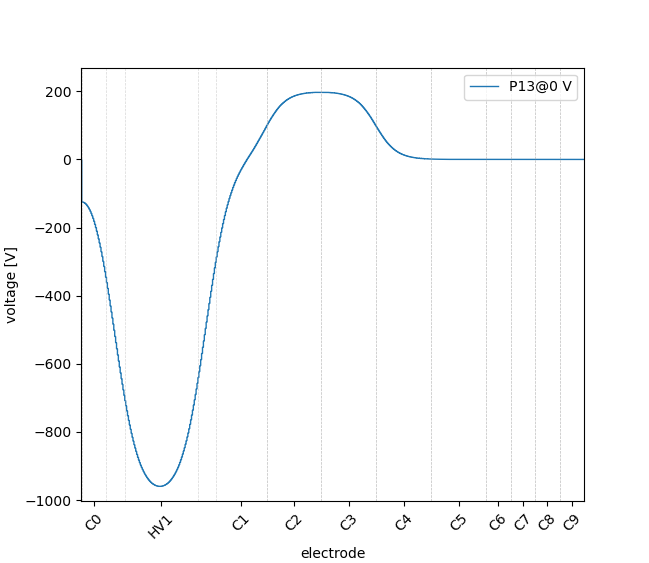 P13@0 V
200
0
−200
−400
−600
−800
−1000
voltage [V]
C0
HV1
C1
C2
C3
C4
C5
C6
C7
C8
C9
electrode